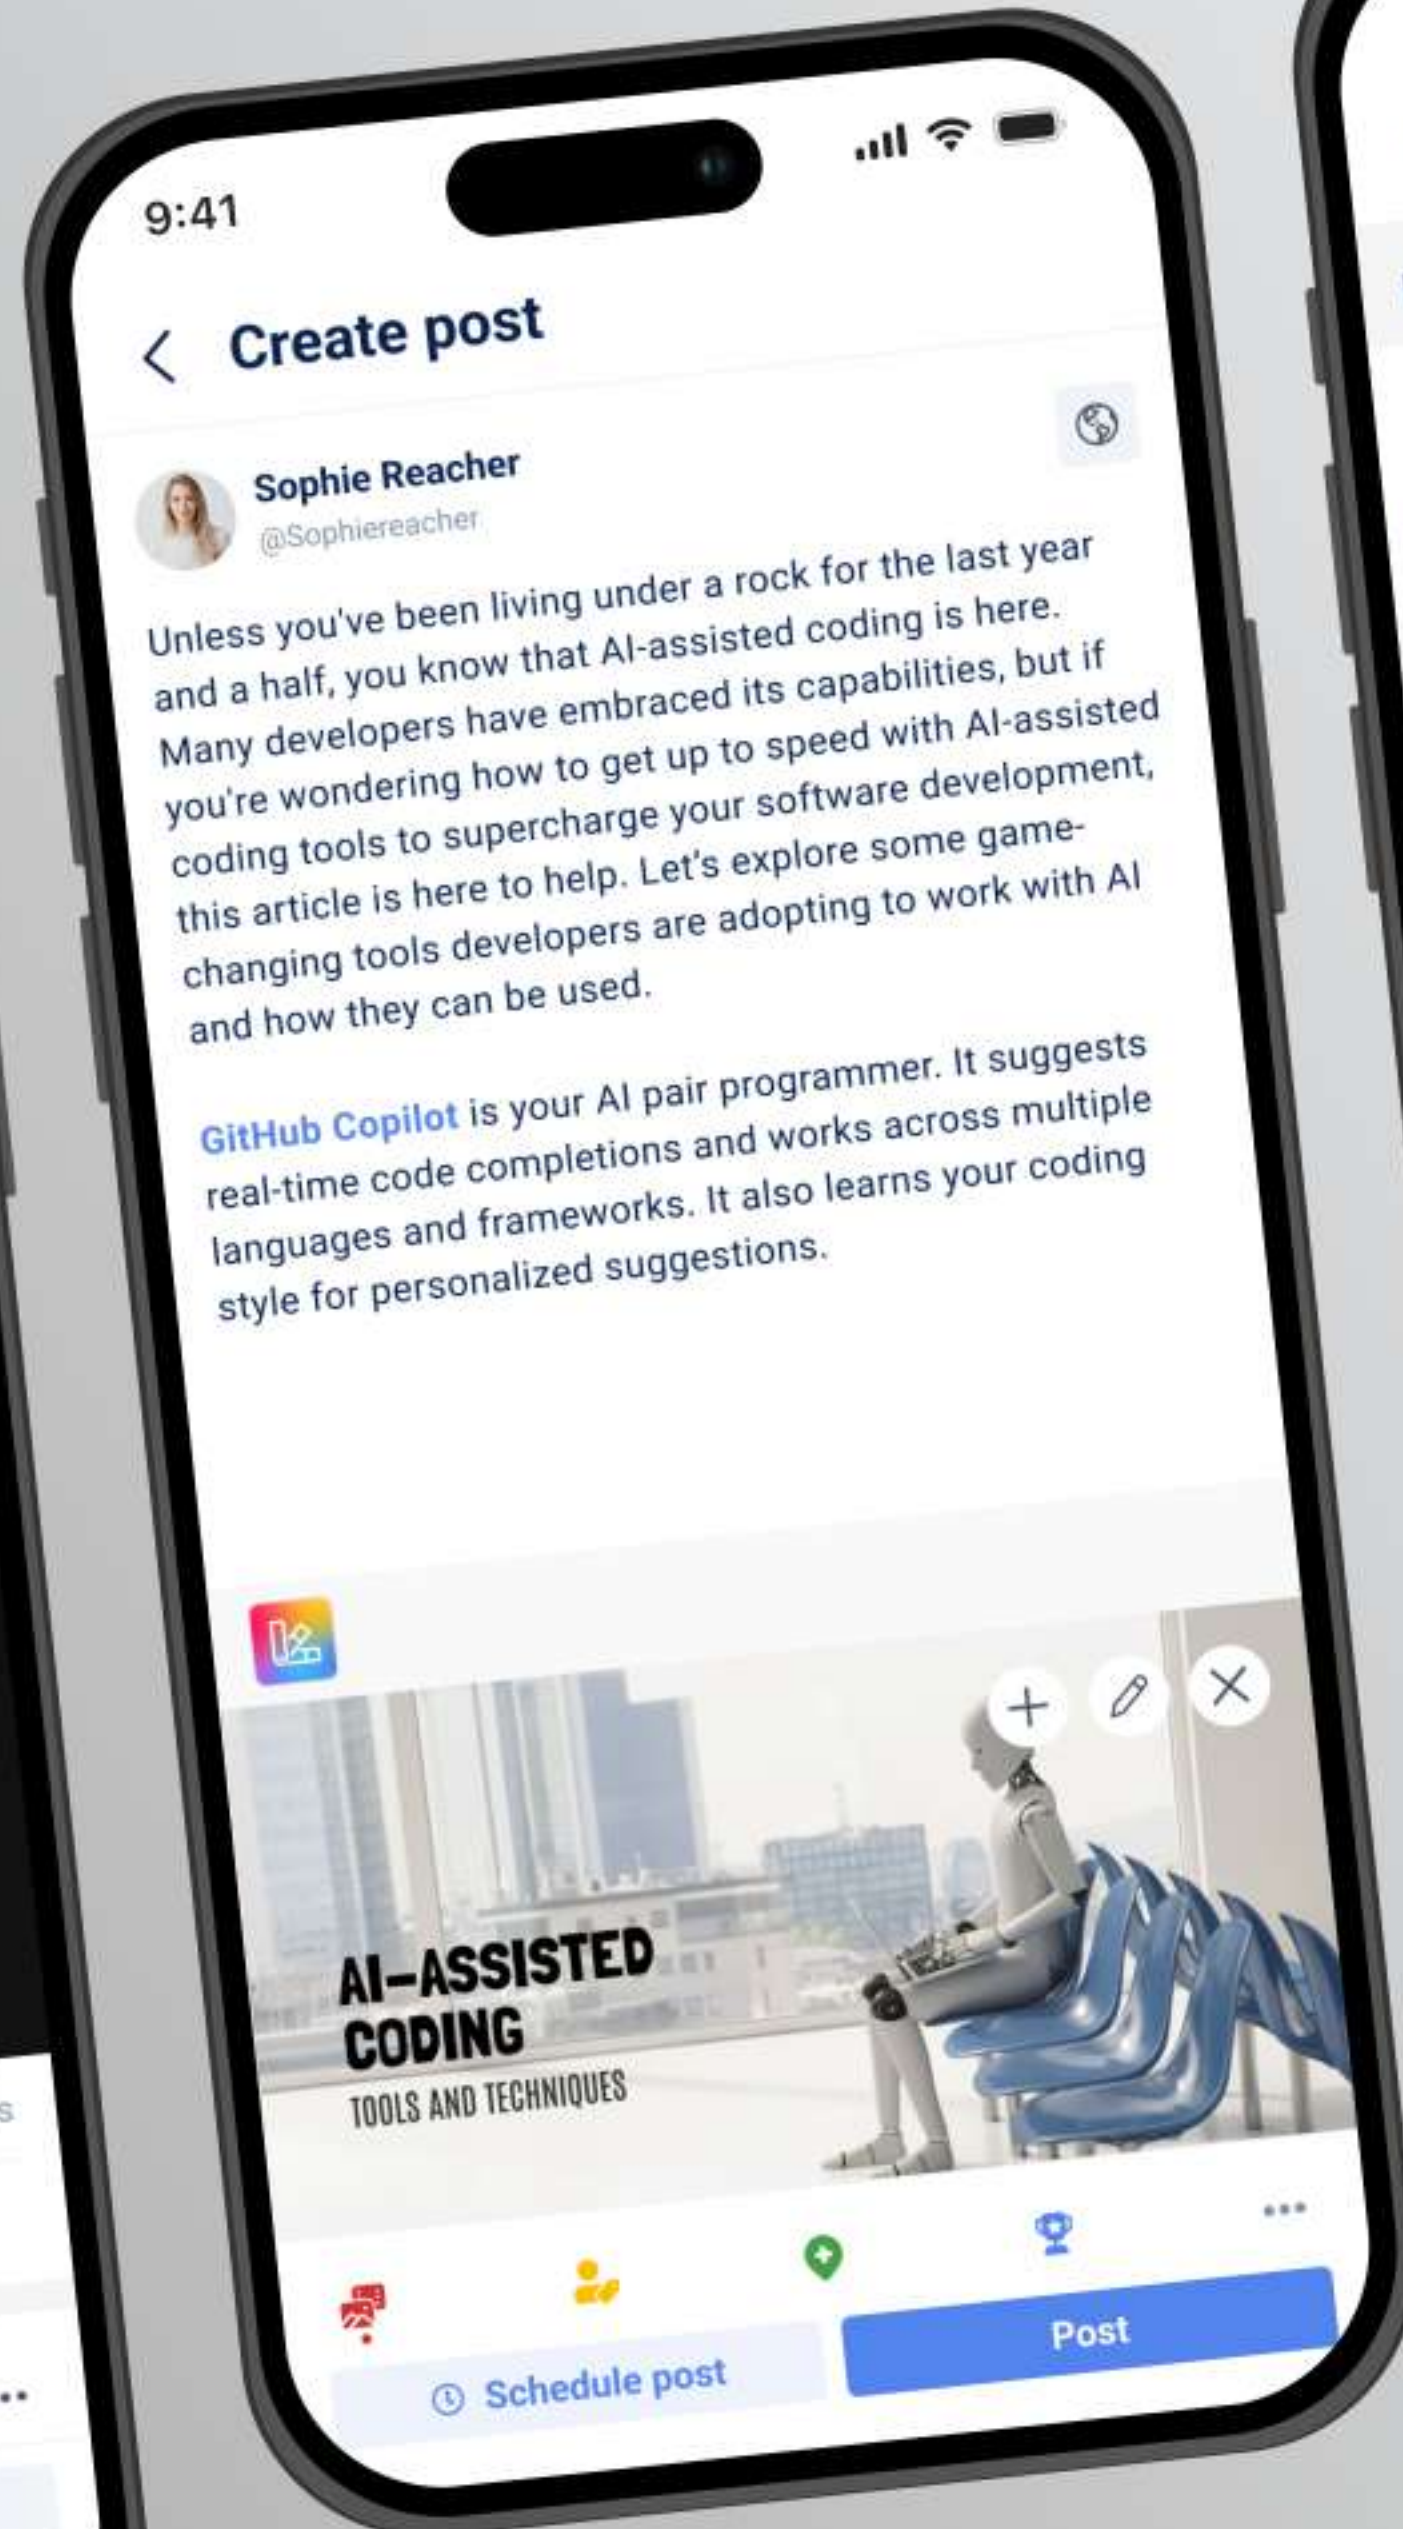 9:41
Create post
Sophie Reacher
@Sophiereacher
Unless you've been living under a rock for the last year
and a half, you know that AI-assisted coding is here.
Many developers have embraced its capabilities, but if
you're wondering how to get up to speed with AI-assisted
coding tools to supercharge your software development,
this article is here to help. Let's explore some game-
changing tools developers are adopting to work with AI
and how they can be used.
GitHub Copilot is your AI pair programmer. It suggests
real-time code completions and works across multiple
languages and frameworks. It also learns your coding
style for personalized suggestions.
AI-ASSISTED
CODING
TOOLS AND TECHNIQUES
Schedule post
Post
s